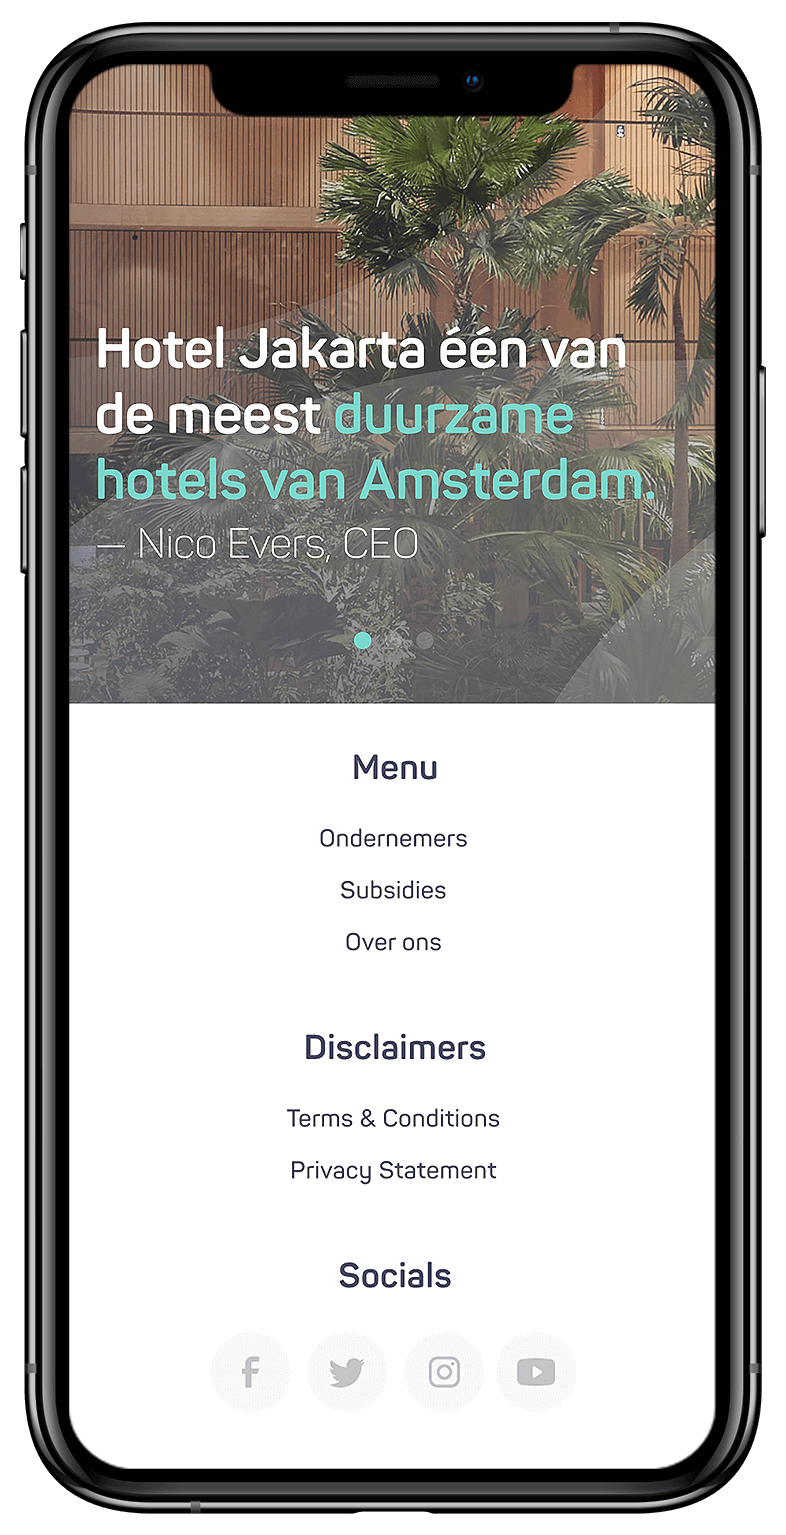 Hotel Jakarta één van
de meest duurzame
hotels van Amsterdam.
— Nico Evers, CEO
Menu
Ondernemers
Subsidies
Over ons
Disclaimers
Terms & Conditions
Privacy Statement
Socials